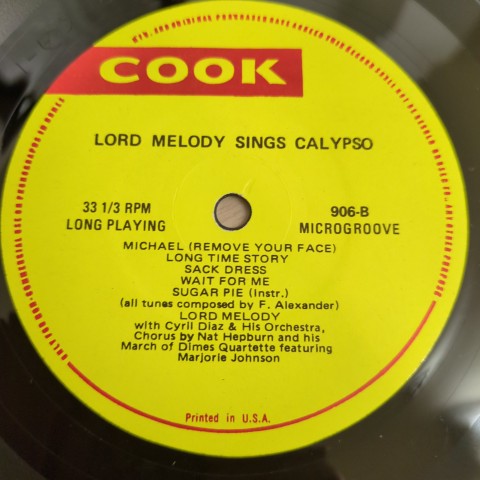 COOK
LORD MELODY SINGS CALYPSO
33 1/3 RPM
LONG PLAYING
906-B
MICROGROOVE
MICHAEL (REMOVE YOUR FACE)
LONG TIME STORY
SACK DRESS
WAIT FOR ME
SUGAR PIE (Instr.)
(all tunes composed by F. Alexander)
LORD MELODY
with Cyril Diaz & His Orchestra,
Chorus by Nat Hepburn and his
March of Dimes Quartette featuring
Marjorie Johnson
Printed in U.S.A.